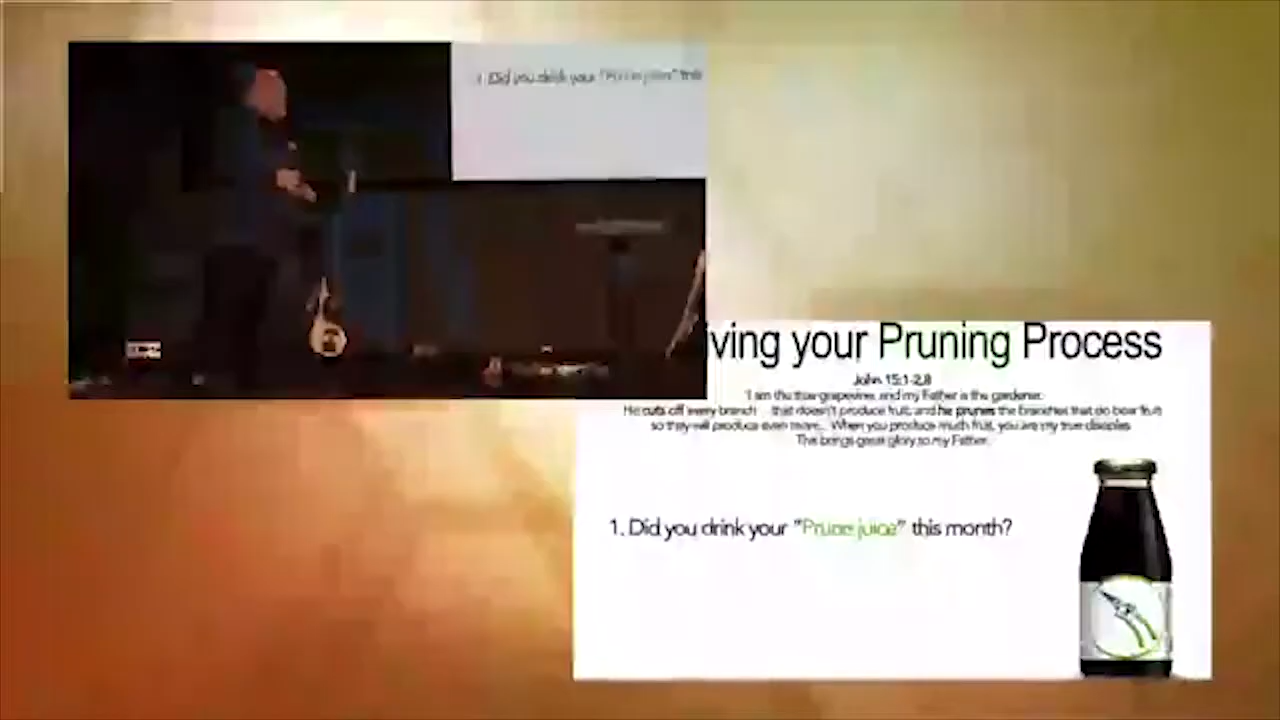 1. Did you drink your "Prune juice" this
iving your Pruning Process
John 15:1-2,8
I am the true grapevine, and my Father is the gardener.
He cuts off every branch that doesn't produce fruit, and he prunes the branches that do bear fruit
so they will produce even more... When you produce much fruit, you are my true disciples
This brings great glory to my Father.
1. Did you drink your "Prune juice" this month?